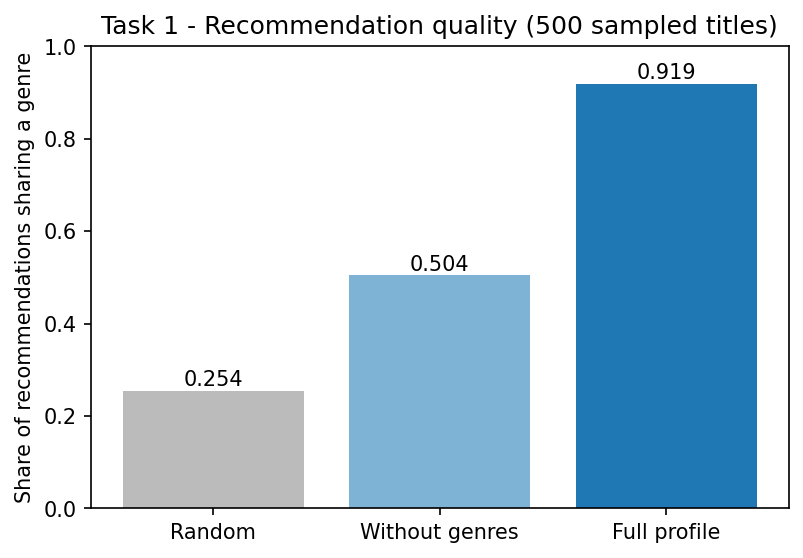 Task 1 - Recommendation quality (500 sampled titles)
Share of recommendations sharing a genre
1.0
0.8
0.6
0.4
0.2
0.0
0.254
0.504
0.919
Random
Without genres
Full profile